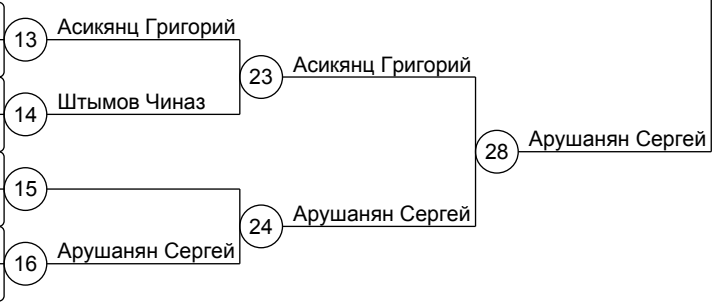 13 Асикянц Григорий
23 Асикянц Григорий
14 Штымов Чиназ
28 Арушанян Сергей
15
24 Арушанян Сергей
16 Арушанян Сергей